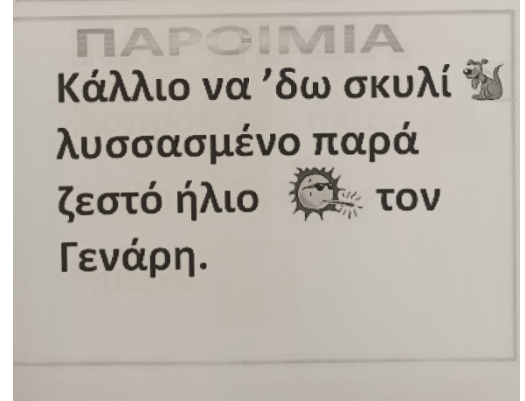 ΠΑΡΟΙΜΙΑ
Κάλλιο να ’δω σκυλί
λυσσασμένο παρά
ζεστό ήλιο τον
Γενάρη.